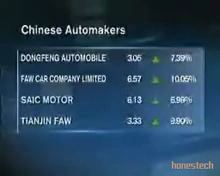 Chinese Automakers
DONGFENG AUTOMOBILE 3.05 7.39%
FAW CAR COMPANY LIMITED 6.57 10.05%
SAIC MOTOR 6.13 5.96%
TIANJIN FAW 3.33 9.90%
honestech